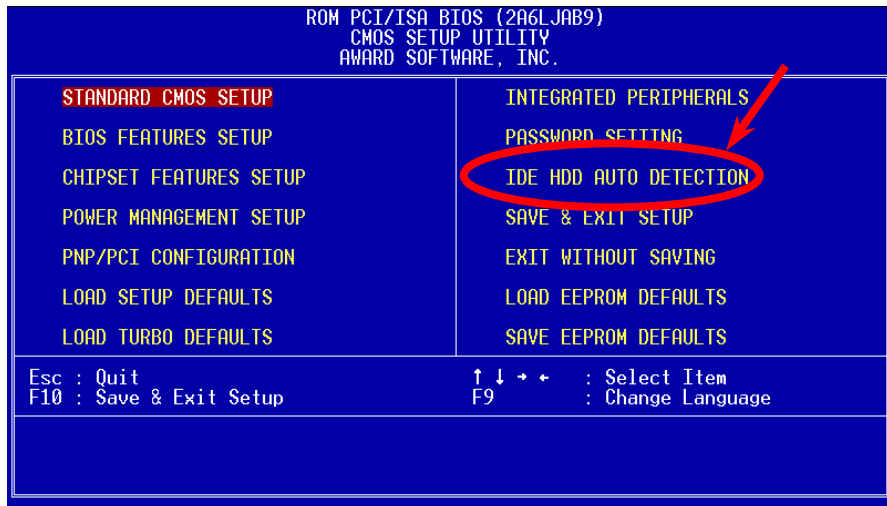 ROM PCI/ISA BIOS (2A6LJAB9)
CMOS SETUP UTILITY
AWARD SOFTWARE, INC.
STANDARD CMOS SETUP
BIOS FEATURES SETUP
CHIPSET FEATURES SETUP
POWER MANAGEMENT SETUP
PNP/PCI CONFIGURATION
LOAD SETUP DEFAULTS
LOAD TURBO DEFAULTS
INTEGRATED PERIPHERALS
PASSWORD SETTING
IDE HDD AUTO DETECTION
SAVE & EXIT SETUP
EXIT WITHOUT SAVING
LOAD EEPROM DEFAULTS
SAVE EEPROM DEFAULTS
Esc : Quit
F10 : Save & Exit Setup
↑ ↓ → ← : Select Item
F9 : Change Language